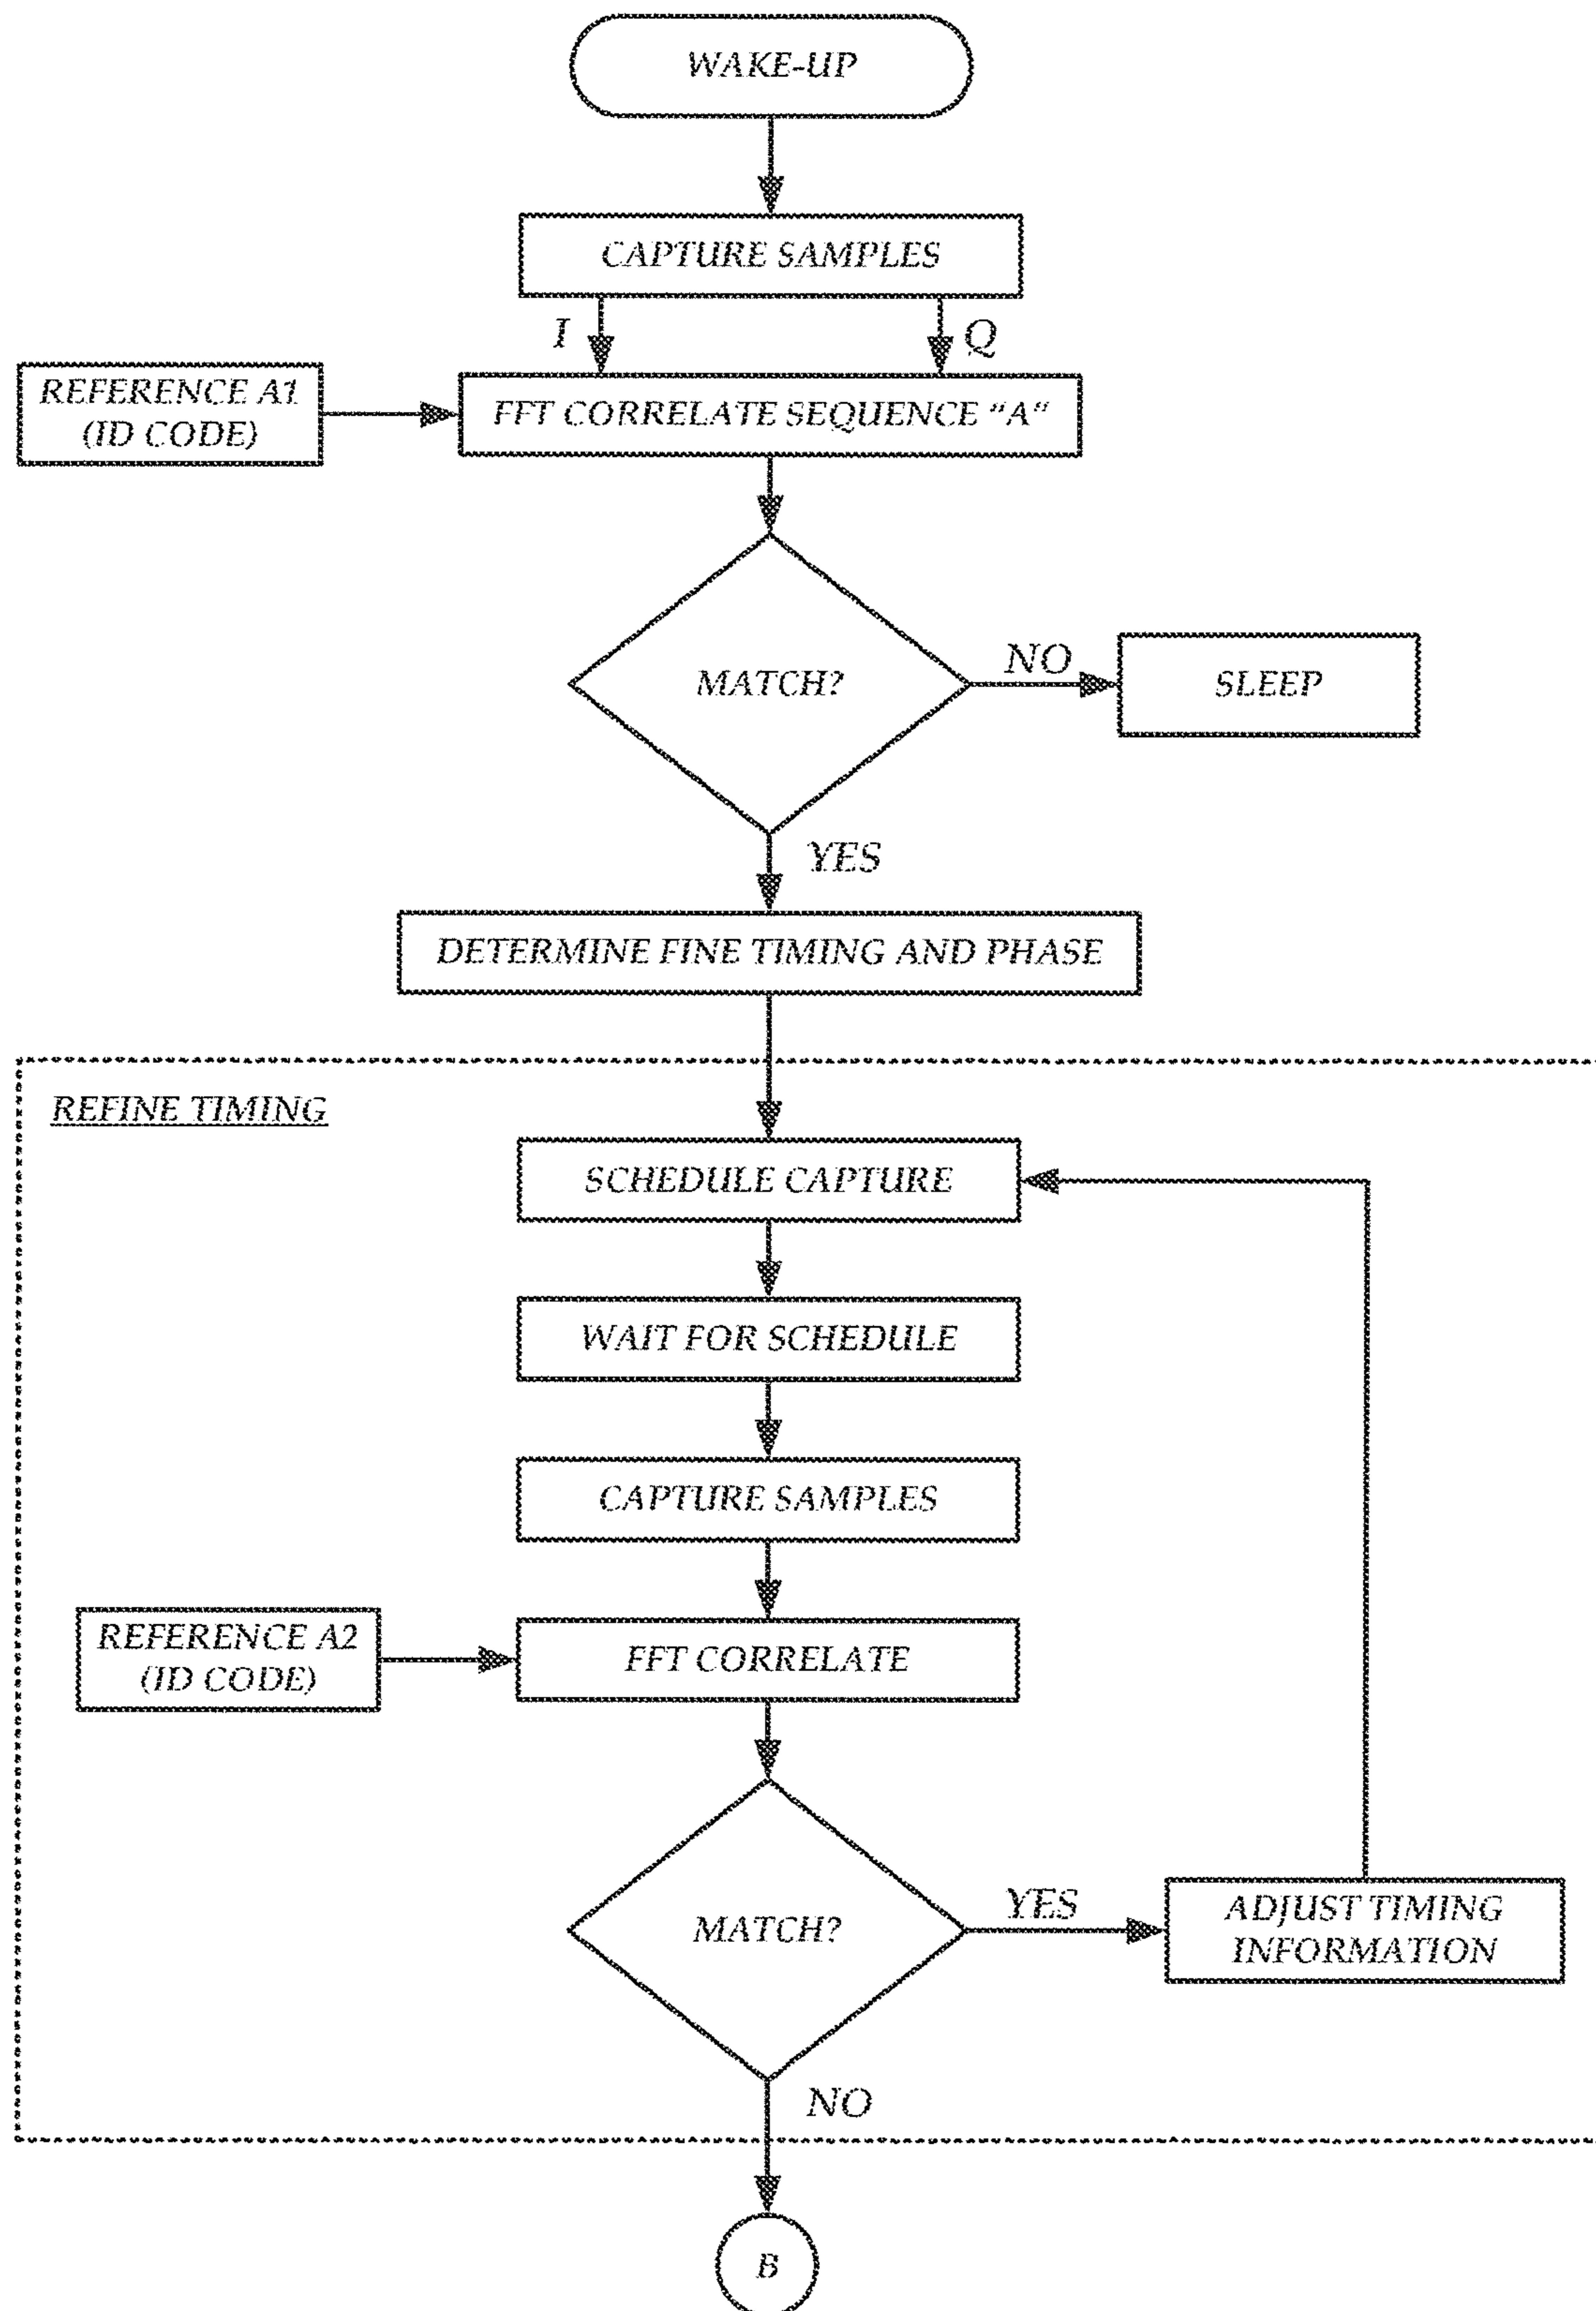 WAKE-UP
CAPTURE SAMPLES
I
Q
REFERENCE A1
(ID CODE)
FFT CORRELATE SEQUENCE "A"
MATCH?
NO
SLEEP
YES
DETERMINE FINE TIMING AND PHASE
REFINE TIMING
SCHEDULE CAPTURE
WAIT FOR SCHEDULE
CAPTURE SAMPLES
REFERENCE A2
(ID CODE)
FFT CORRELATE
MATCH?
YES
ADJUST TIMING
INFORMATION
NO
B